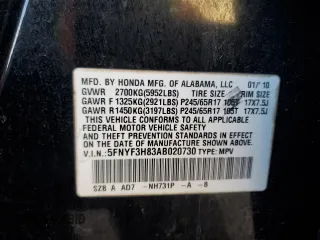 MFD. BY HONDA MFG. OF ALABAMA, LLC. 01/10
GVWR 2700KG(5952LBS) TIRE SIZE RIM SIZE
GAWR F 1325KG(2921LBS) P245/65R17 105T 17X7.5J
GAWR R 1450KG(3197LBS) P245/65R17 105T 17X7.5J
THIS VEHICLE CONFORMS TO ALL APPLICABLE
FEDERAL MOTOR VEHICLE SAFETY
AND THEFT PREVENTION STANDARDS IN EFFECT ON
THE DATE OF MANUFACTURE SHOWN ABOVE.
V.I.N.:5FNYF3H83AB020730 TYPE:MPV
SZB A AD7 -NH731P -A -B